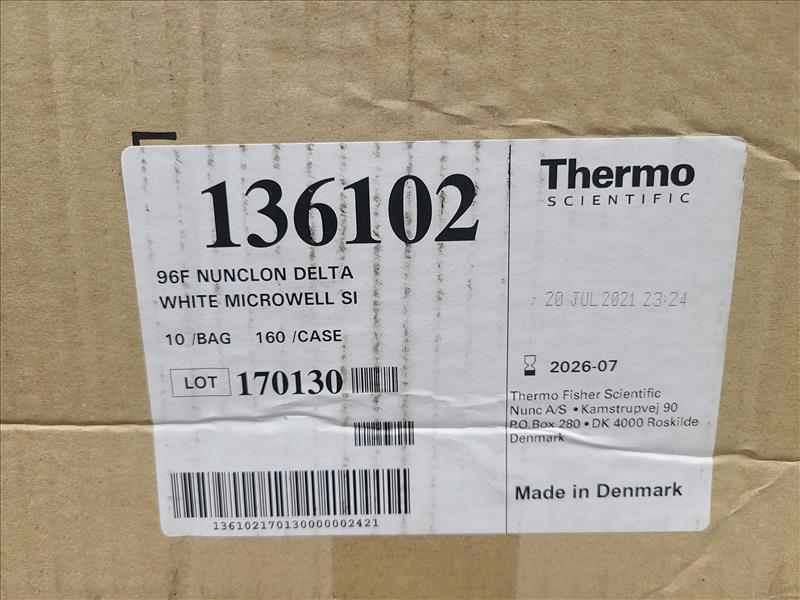 136102
96F NUNCLON DELTA
WHITE MICROWELL SI
10 /BAG 160 /CASE
LOT 170130
136102170130000002421
Thermo
SCIENTIFIC
20 JUL 2021 23:24
2026-07
Thermo Fisher Scientific
Nunc A/S • Kamstrupvej 90
P.O.Box 280 • DK 4000 Roskilde
Denmark
Made in Denmark